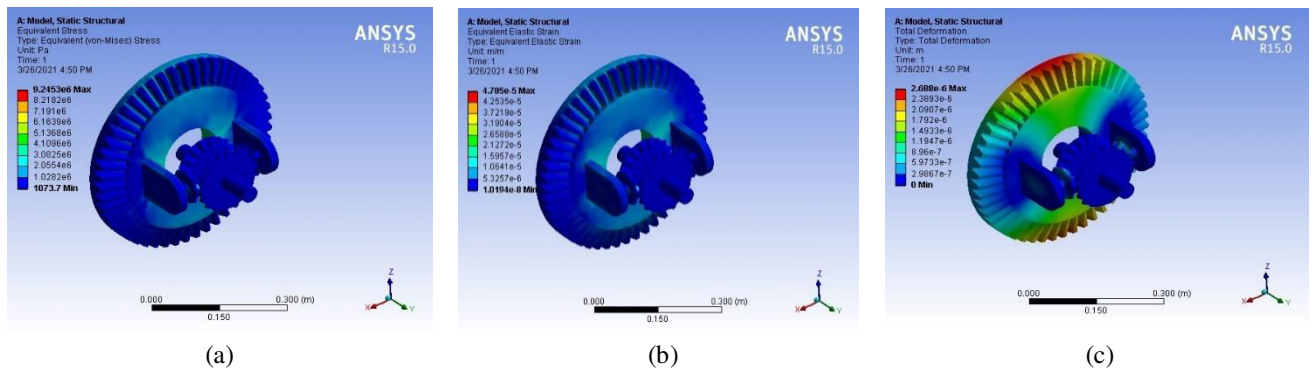 A: Model, Static Structural
Equivalent Stress
Type: Equivalent (von-Mises) Stress
Unit: Pa
Time: 1
3/26/2021 4:50 PM
ANSYS
R15.0
9.2453e6 Max
8.2182e6
7.191e6
6.1639e6
5.1368e6
4.1096e6
3.0825e6
2.0554e6
1.0282e6
1073.7 Min
0.000
0.300 (m)
0.150
Z
X
Y
(a)
A: Model, Static Structural
Equivalent Elastic Strain
Type: Equivalent Elastic Strain
Unit: m/m
Time: 1
3/26/2021 4:50 PM
ANSYS
R15.0
4.785e-5 Max
4.2535e-5
3.7219e-5
3.1904e-5
2.6588e-5
2.1272e-5
1.5957e-5
1.0641e-5
5.3257e-6
1.0194e-8 Min
0.000
0.300 (m)
0.150
Z
X
Y
(b)
A: Model, Static Structural
Total Deformation
Type: Total Deformation
Unit: m
Time: 1
3/26/2021 4:50 PM
ANSYS
R15.0
2.688e-6 Max
2.3893e-6
2.0907e-6
1.792e-6
1.4933e-6
1.1947e-6
8.96e-7
5.9733e-7
2.9867e-7
0 Min
0.000
0.300 (m)
0.150
Z
X
Y
(c)